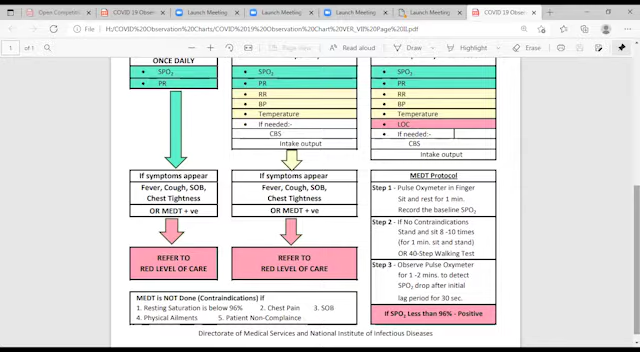 Open Competiti
COVID 19 Obser
Launch Meeting
Launch Meeting
Launch Meeting
Launch Meeting
COVID 19 Obser
H:/COVID%20Observation%20Charts/COVID%2019%20Observation%20Chart%20VER_VII%20Page%20II.pdf
1 of 1
Page view
Read aloud
Draw
Highlight
Erase
ONCE DAILY
• SPO₂
• PR
• SPO₂
• PR
• RR
• BP
• Temperature
• If needed:-
CBS
Intake output
• SPO₂
• PR
• RR
• BP
• Temperature
• LOC
• If needed:-
CBS
Intake output
If symptoms appear
Fever, Cough, SOB,
Chest Tightness
OR MEDT + ve
If symptoms appear
Fever, Cough, SOB,
Chest Tightness
OR MEDT + ve
REFER TO
RED LEVEL OF CARE
REFER TO
RED LEVEL OF CARE
MEDT Protocol
Step 1 - Pulse Oxymeter in Finger
Sit and rest for 1 min.
Record the baseline SPO₂
Step 2 - If No Contraindications
Stand and sit 8 -10 times
(for 1 min. sit and stand)
OR 40-Step Walking Test
Step 3 - Observe Pulse Oxymeter
for 1 -2 mins. to detect
SPO₂ drop after initial
lag period for 30 sec.
If SPO₂ Less than 96% - Positive
MEDT is NOT Done (Contraindications) if
1. Resting Saturation is below 96% 2. Chest Pain 3. SOB
4. Physical Ailments 5. Patient Non-Complaince
Directorate of Medical Services and National Institute of Infectious Diseases